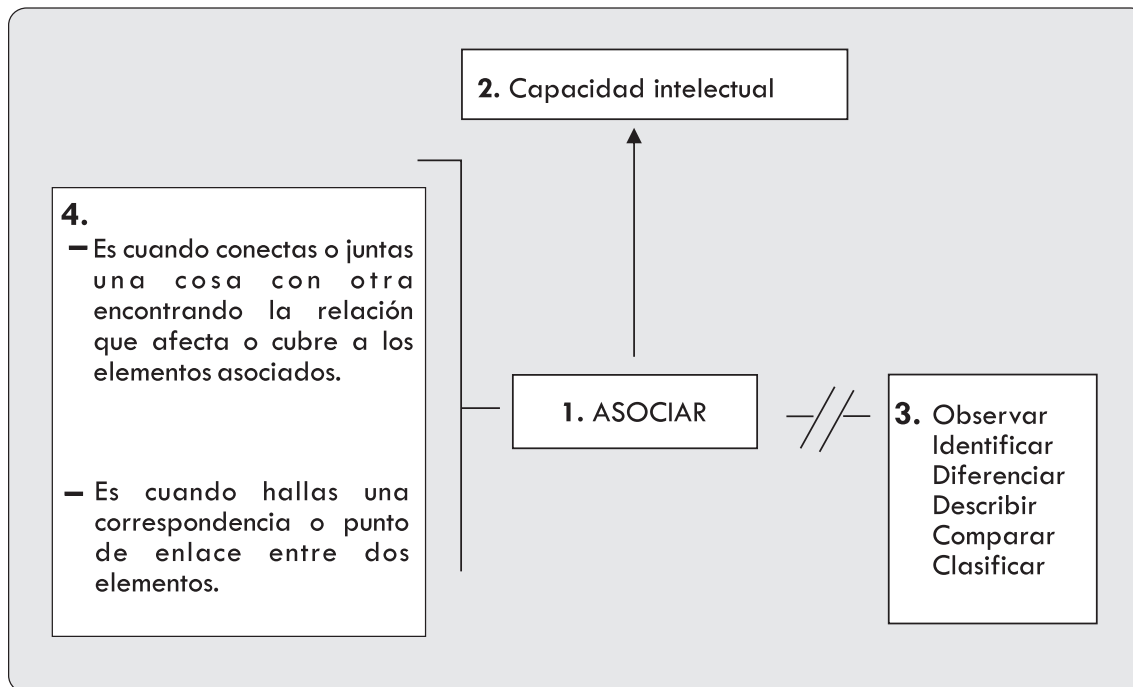 2. Capacidad intelectual
4.
– Es cuando conectas o juntas
una cosa con otra
encontrando la relación
que afecta o cubre a los
elementos asociados.
– Es cuando hallas una
correspondencia o punto
de enlace entre dos
elementos.
1. ASOCIAR
3. Observar
Identificar
Diferenciar
Describir
Comparar
Clasificar